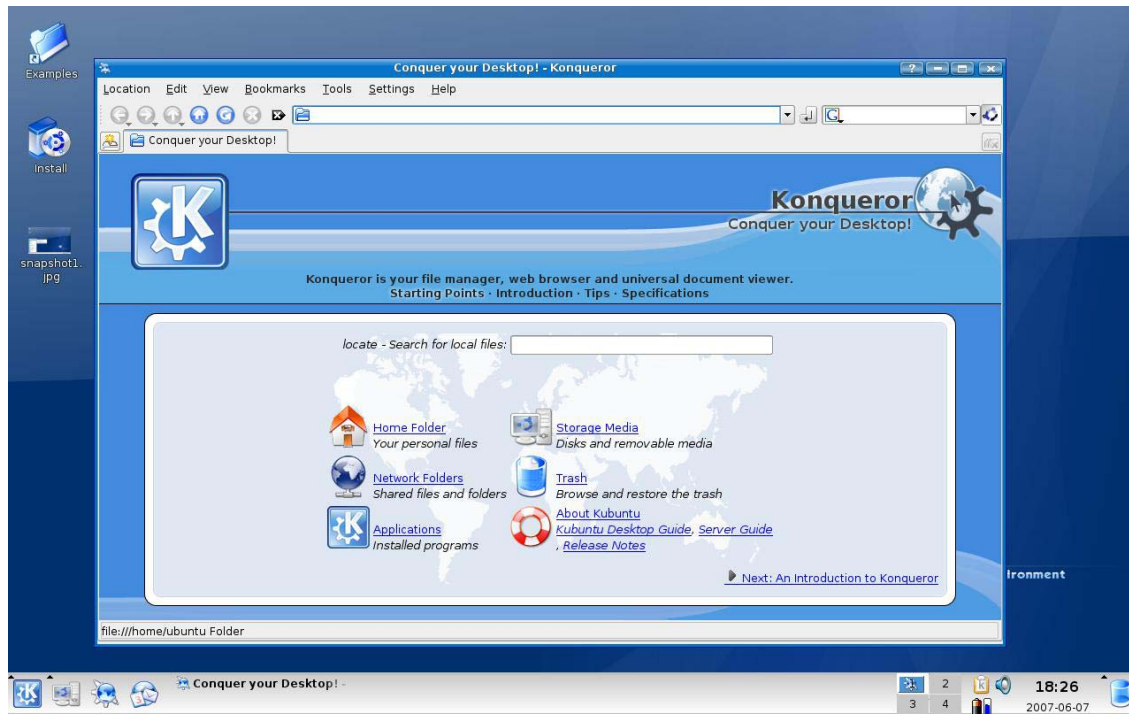 Examples
Install
snapshot1.
jpg
Conquer your Desktop! - Konqueror
Location Edit View Bookmarks Tools Settings Help
Conquer your Desktop!
Konqueror
Conquer your Desktop!
Konqueror is your file manager, web browser and universal document viewer.
Starting Points · Introduction · Tips · Specifications
locate - Search for local files:
Home Folder
Your personal files
Storage Media
Disks and removable media
Network Folders
Shared files and folders
Trash
Browse and restore the trash
Applications
Installed programs
About Kubuntu
Kubuntu Desktop Guide, Server Guide
, Release Notes
Next: An Introduction to Konqueror
ironment
file:///home/ubuntu Folder
Conquer your Desktop! -
2
3 4
18:26
2007-06-07